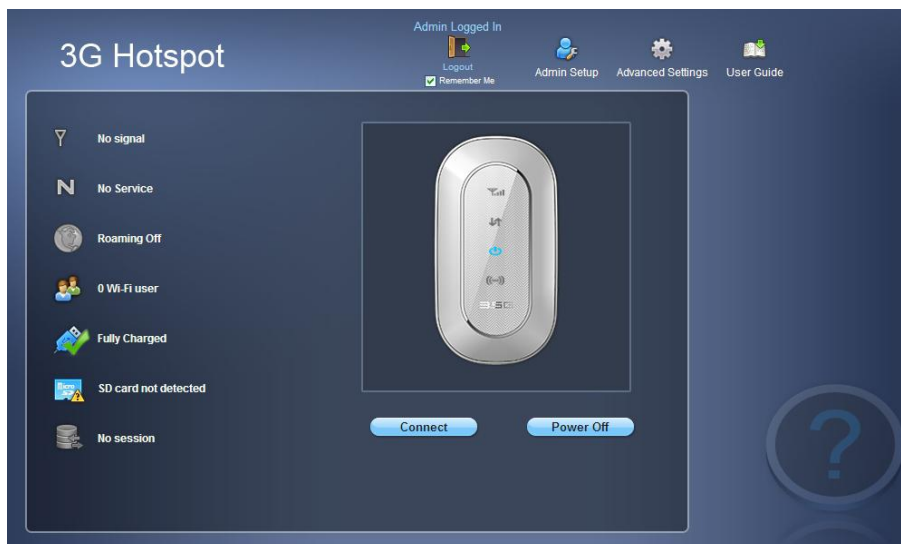 Admin Logged In
3G Hotspot
Logout
Remember Me
Admin Setup
Advanced Settings
User Guide
No signal
N
No Service
Roaming Off
0 Wi-Fi user
Fully Charged
SD card not detected
No session
Connect
Power Off
?